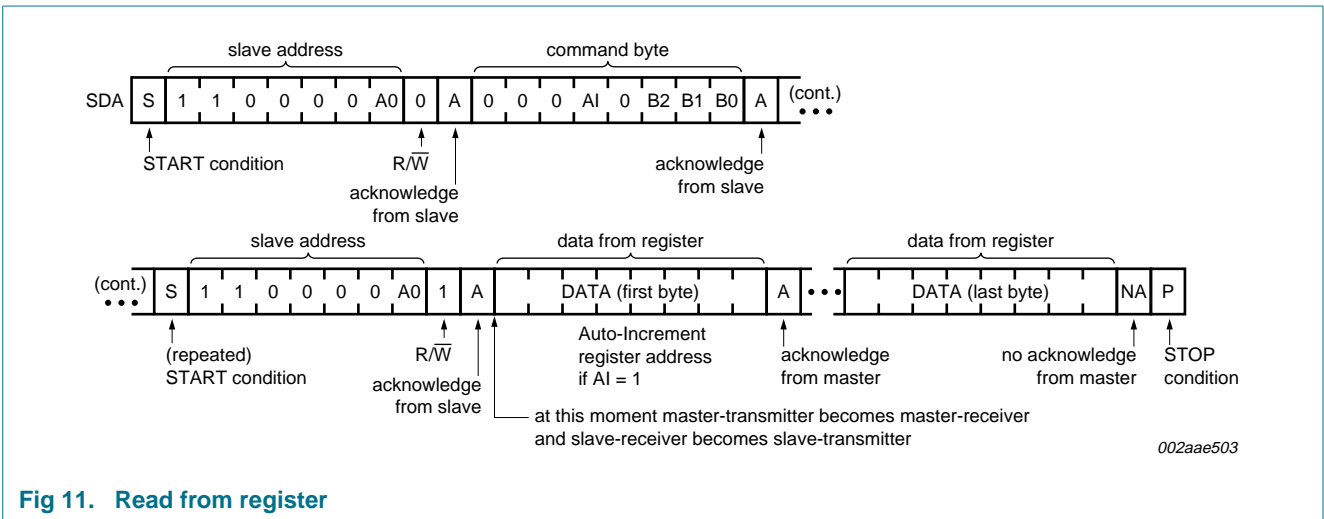 slave address command byte
SDA S 1 1 0 0 0 0 A0 0 A 0 0 0 AI 0 B2 B1 B0 A (cont.)
START condition R/W̅ acknowledge from slave acknowledge from slave
slave address data from register data from register
(cont.) S 1 1 0 0 0 0 A0 1 A DATA (first byte) A DATA (last byte) NA P
(repeated) START condition R/W̅ acknowledge from slave Auto-Increment register address if AI = 1 acknowledge from master no acknowledge from master STOP condition
at this moment master-transmitter becomes master-receiver
and slave-receiver becomes slave-transmitter
002aae503
Fig 11. Read from register